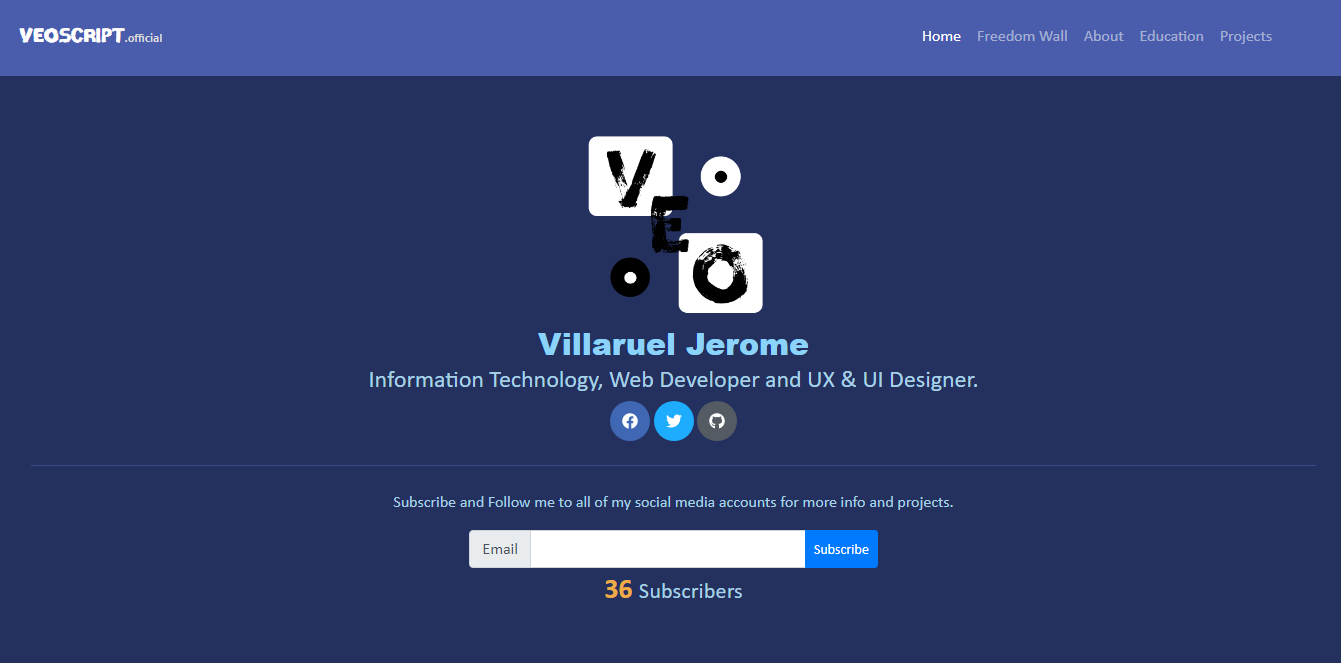 VEOSCRIPT.official
Home Freedom Wall About Education Projects
V
E
O
Villaruel Jerome
Information Technology, Web Developer and UX & UI Designer.
Subscribe and Follow me to all of my social media accounts for more info and projects.
Email Subscribe
36 Subscribers